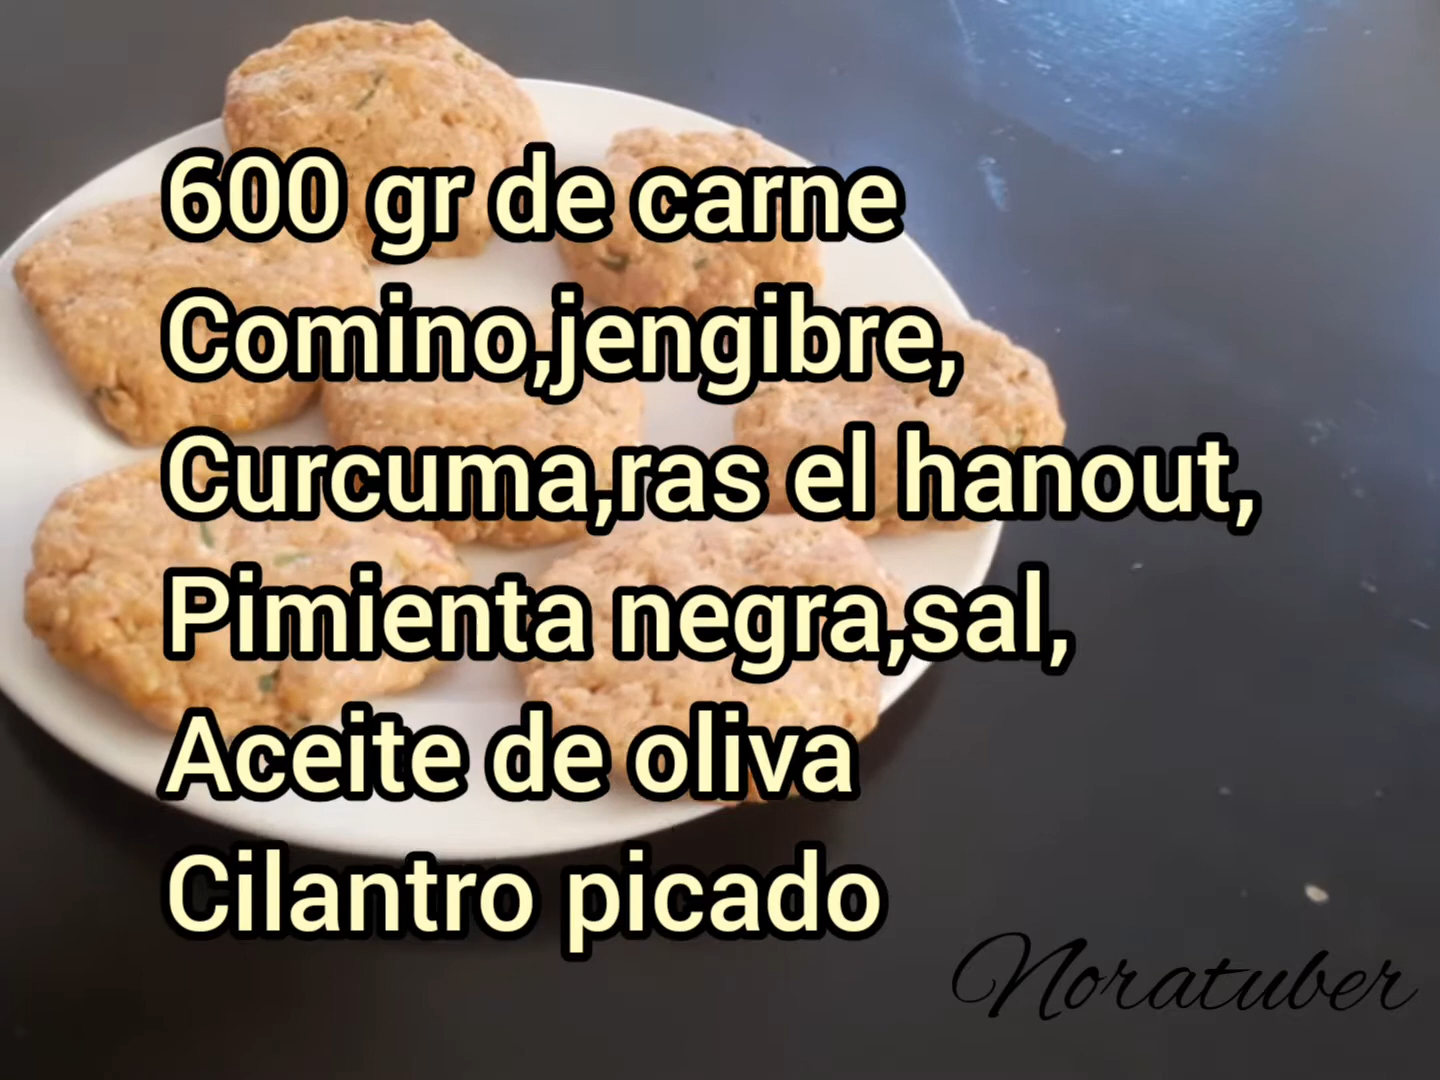 600 gr de carne
Comino,jengibre,
Curcuma,ras el hanout,
Pimienta negra,sal,
Aceite de oliva
Cilantro picado
Noratuber